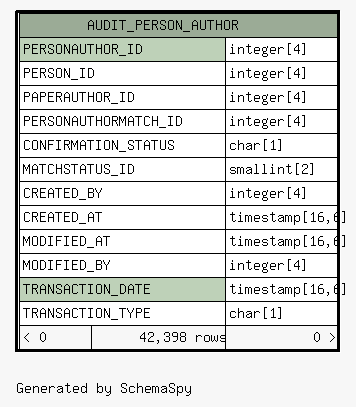 AUDIT_PERSON_AUTHOR
PERSONAUTHOR_ID integer[4]
PERSON_ID integer[4]
PAPERAUTHOR_ID integer[4]
PERSONAUTHORMATCH_ID integer[4]
CONFIRMATION_STATUS char[1]
MATCHSTATUS_ID smallint[2]
CREATED_BY integer[4]
CREATED_AT timestamp[16,6]
MODIFIED_AT timestamp[16,6]
MODIFIED_BY integer[4]
TRANSACTION_DATE timestamp[16,6]
TRANSACTION_TYPE char[1]
< 0 42,398 rows 0 >
Generated by SchemaSpy